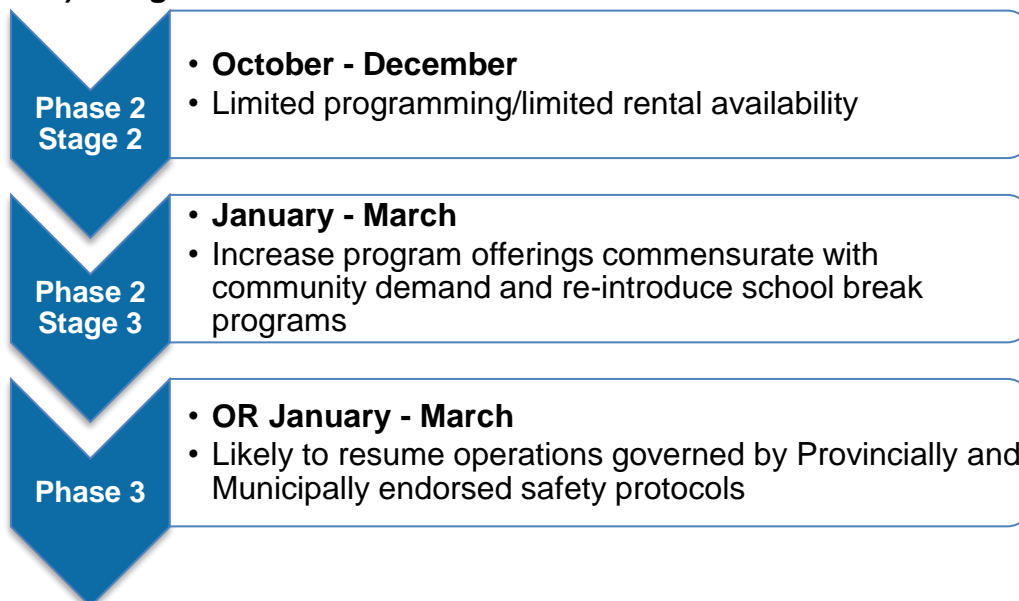 Phase 2
Stage 2
• October - December
• Limited programming/limited rental availability
Phase 2
Stage 3
• January - March
• Increase program offerings commensurate with
community demand and re-introduce school break
programs
Phase 3
• OR January - March
• Likely to resume operations governed by Provincially and
Municipally endorsed safety protocols